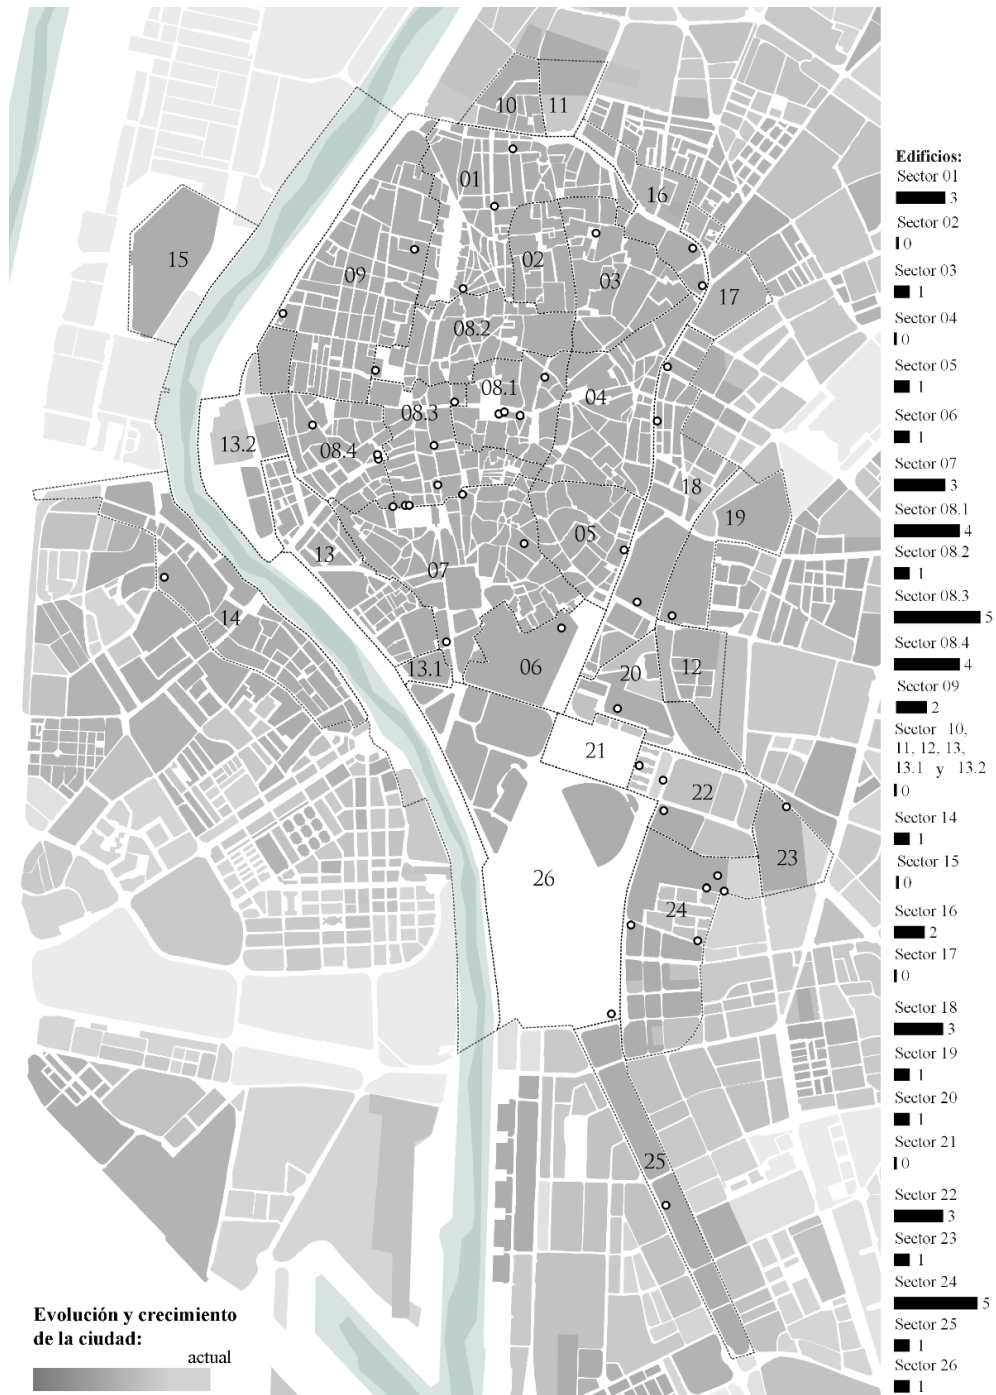 10
11
01
16
15
09
02
03
17
08.2
08.1
04
08.3
13.2
08.4
18
19
05
13
07
14
13.1
06
20
12
21
22
26
23
24
25
Evolución y crecimiento
de la ciudad:
actual
Edificios:
Sector 01
3
Sector 02
0
Sector 03
1
Sector 04
0
Sector 05
1
Sector 06
1
Sector 07
3
Sector 08.1
4
Sector 08.2
1
Sector 08.3
5
Sector 08.4
4
Sector 09
2
Sector 10,
11, 12, 13,
13.1 y 13.2
0
Sector 14
1
Sector 15
0
Sector 16
2
Sector 17
0
Sector 18
3
Sector 19
1
Sector 20
1
Sector 21
0
Sector 22
3
Sector 23
1
Sector 24
5
Sector 25
1
Sector 26
1